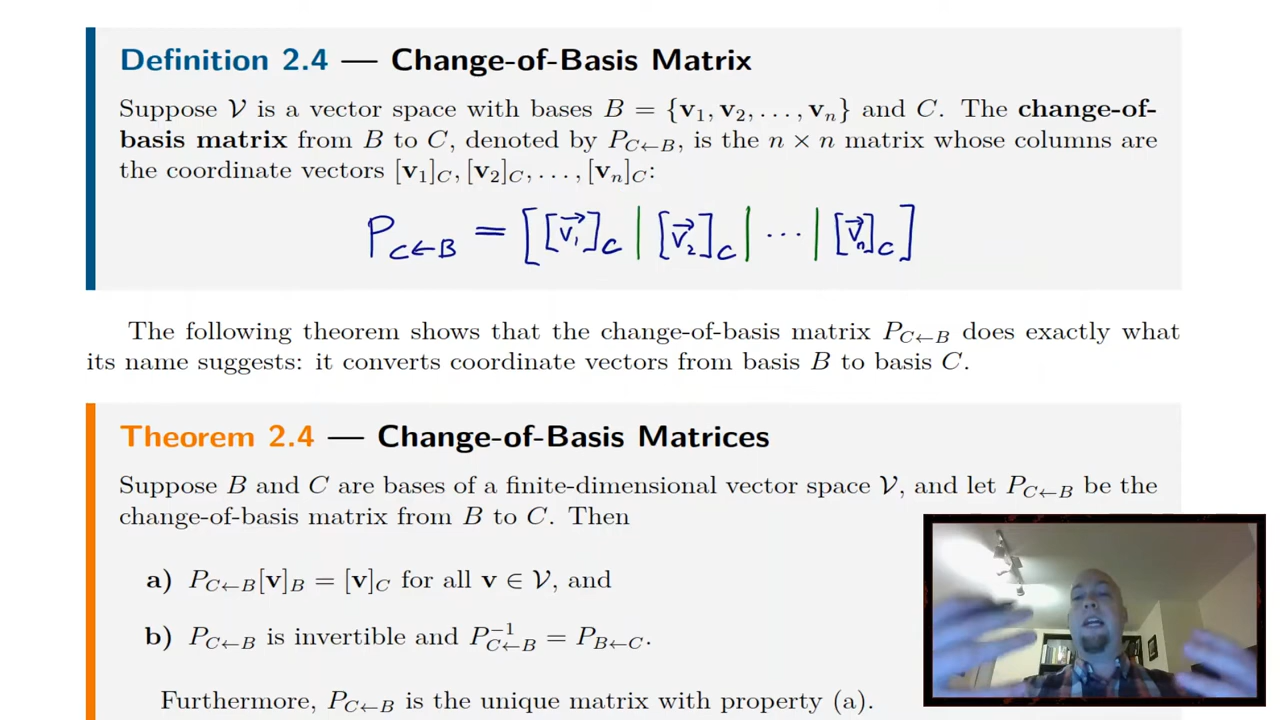 Definition 2.4 — Change-of-Basis Matrix
Suppose 𝒱 is a vector space with bases B = {v₁, v₂, . . . , vₙ} and C. The change-of-
basis matrix from B to C, denoted by P_{C←B}, is the n × n matrix whose columns are
the coordinate vectors [v₁]_C, [v₂]_C, . . . , [vₙ]_C:
P_{C←B} = [ [v⃗₁]_C | [v⃗₂]_C | ⋯ | [v⃗ₙ]_C ]
The following theorem shows that the change-of-basis matrix P_{C←B} does exactly what
its name suggests: it converts coordinate vectors from basis B to basis C.
Theorem 2.4 — Change-of-Basis Matrices
Suppose B and C are bases of a finite-dimensional vector space 𝒱, and let P_{C←B} be the
change-of-basis matrix from B to C. Then
a) P_{C←B}[v]_B = [v]_C for all v ∈ 𝒱, and
b) P_{C←B} is invertible and P_{C←B}^{−1} = P_{B←C}.
Furthermore, P_{C←B} is the unique matrix with property (a).